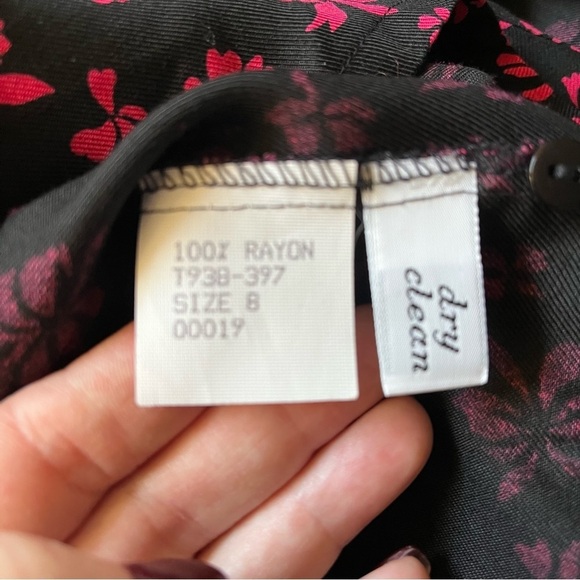 100% RAYON
T938-397
SIZE 8
00019
dry
clean